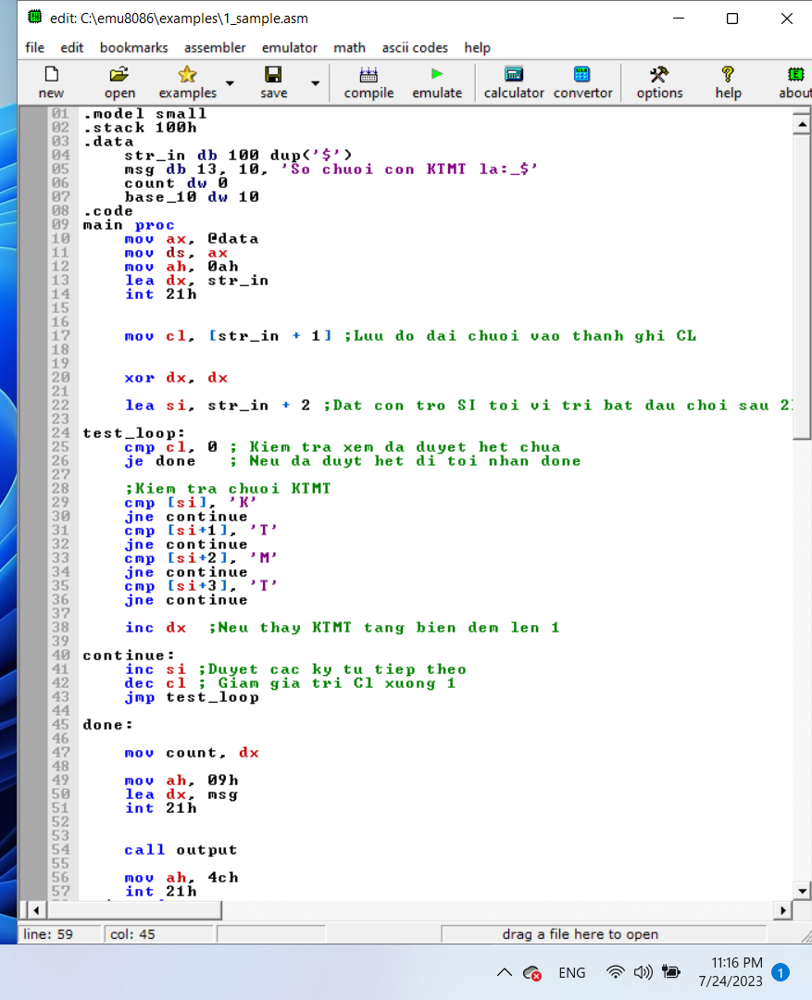 edit: C:\emu8086\examples\1_sample.asm
file edit bookmarks assembler emulator math ascii codes help
new open examples save compile emulate calculator convertor options help about
01 .model small
02 .stack 100h
03 .data
04 str_in db 100 dup('$')
05 msg db 13, 10, 'So chuoi con KTMT la:_$'
06 count dw 0
07 base_10 dw 10
08 .code
09 main proc
10 mov ax, @data
11 mov ds, ax
12 mov ah, 0ah
13 lea dx, str_in
14 int 21h
15
16
17 mov cl, [str_in + 1] ;Luu do dai chuoi vao thanh ghi CL
18
19
20 xor dx, dx
21
22 lea si, str_in + 2 ;Dat con tro SI toi vi tri bat dau choi sau 2
23
24 test_loop:
25 cmp cl, 0 ; Kiem tra xem da duyet het chua
26 je done ; Neu da duyt het di toi nhan done
27
28 ;Kiem tra chuoi KTMT
29 cmp [si], 'K'
30 jne continue
31 cmp [si+1], 'T'
32 jne continue
33 cmp [si+2], 'M'
34 jne continue
35 cmp [si+3], 'T'
36 jne continue
37
38 inc dx ;Neu thay KTMT tang bien dem len 1
39
40 continue:
41 inc si ;Duyet cac ky tu tiep theo
42 dec cl ; Giam gia tri Cl xuong 1
43 jmp test_loop
44
45 done:
46
47 mov count, dx
48
49 mov ah, 09h
50 lea dx, msg
51 int 21h
52
53
54 call output
55
56 mov ah, 4ch
57 int 21h
line: 59 col: 45 drag a file here to open
ENG 11:16 PM 1
7/24/2023